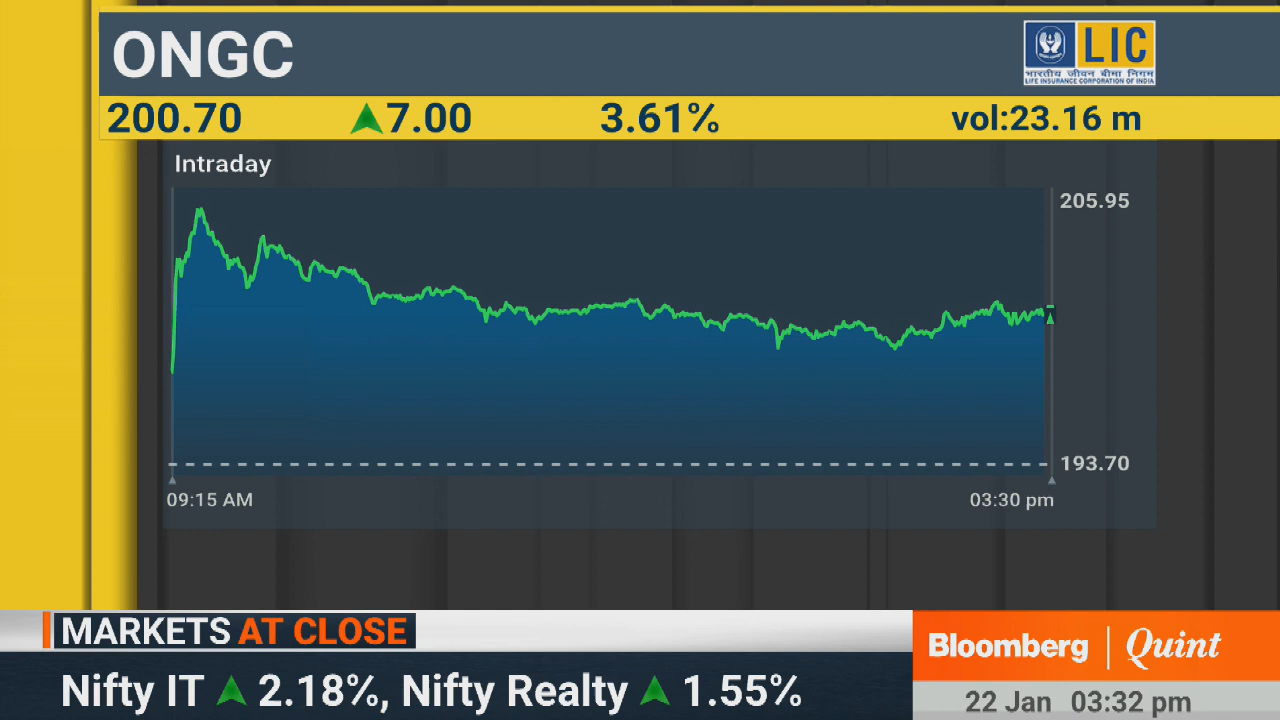 ONGC
LIC
भारतीय जीवन बीमा निगम
LIFE INSURANCE CORPORATION OF INDIA
200.70 ▲7.00 3.61% vol:23.16 m
Intraday
205.95
193.70
09:15 AM 03:30 pm
MARKETS AT CLOSE
Nifty IT ▲ 2.18%, Nifty Realty ▲ 1.55%
Bloomberg | Quint
22 Jan 03:32 pm